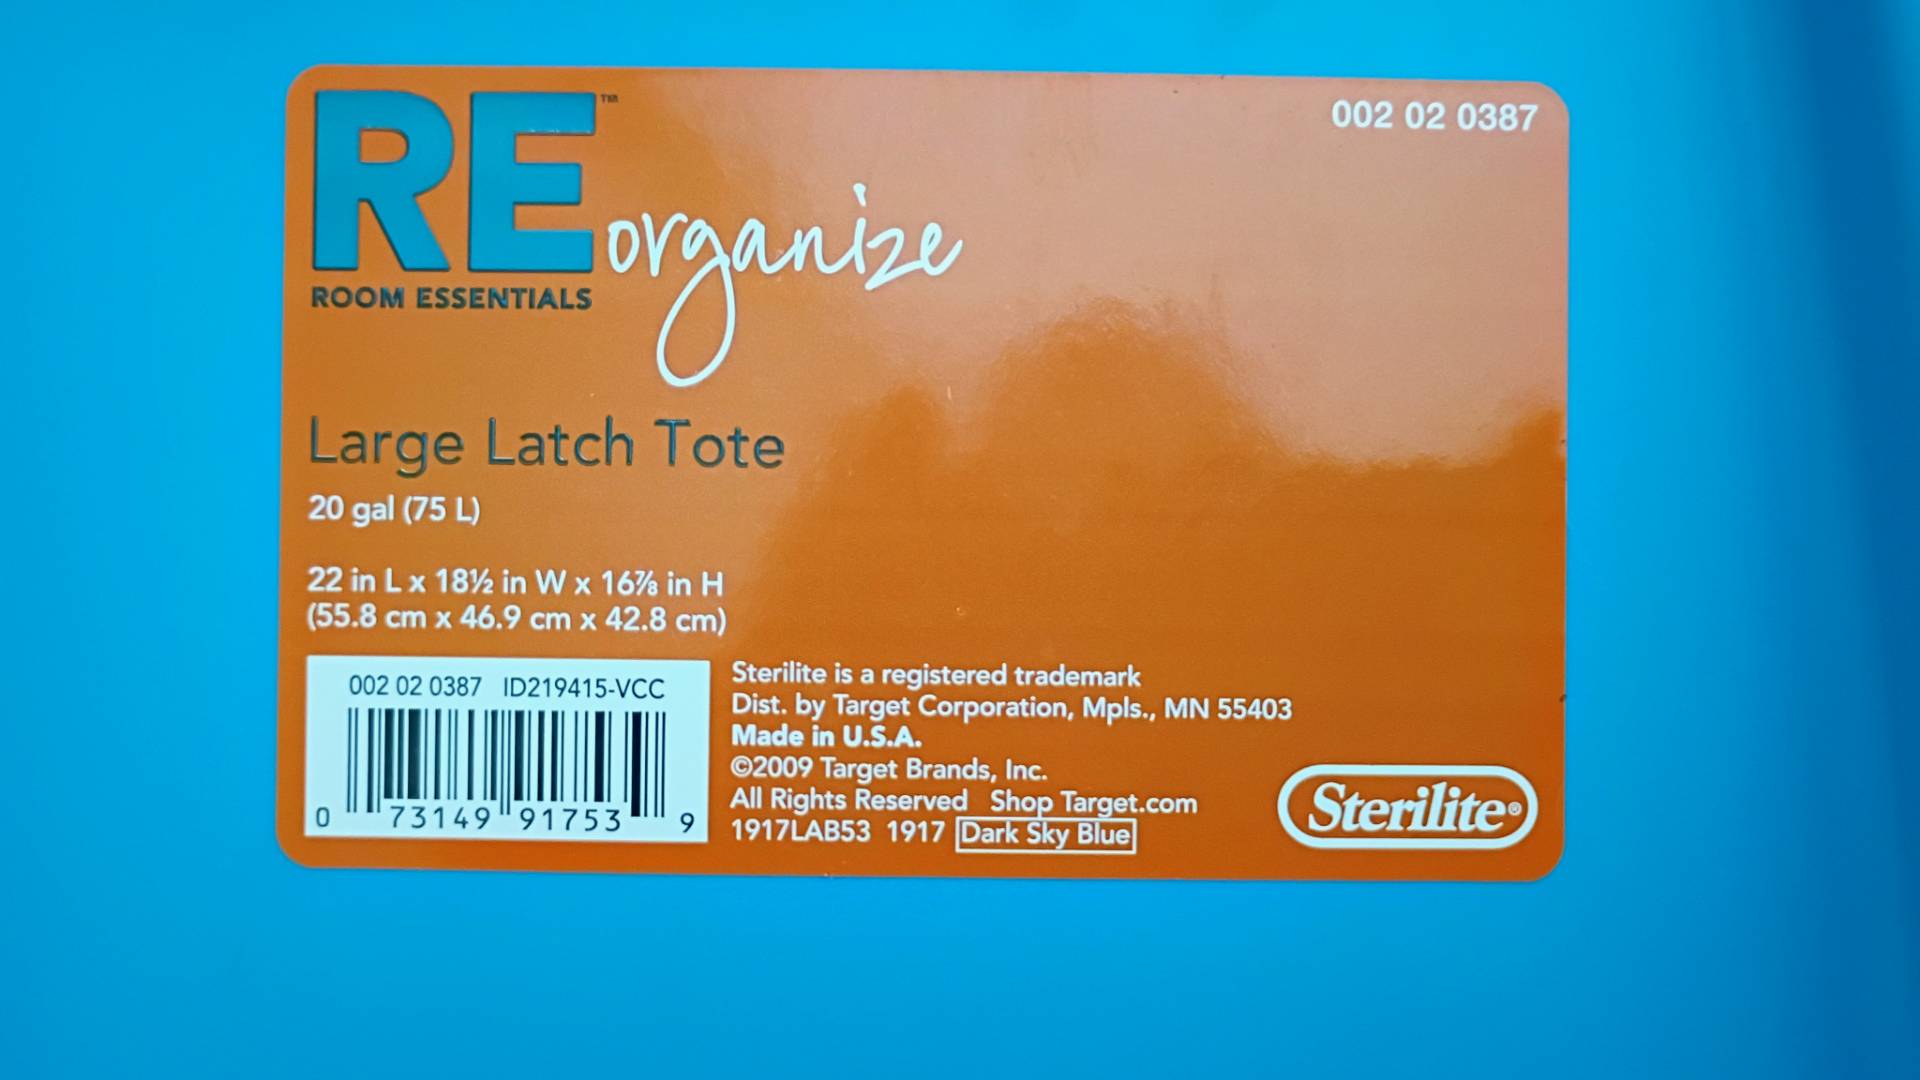 RE™ organize
002 02 0387
ROOM ESSENTIALS
Large Latch Tote
20 gal (75 L)
22 in L x 18½ in W x 16⅞ in H
(55.8 cm x 46.9 cm x 42.8 cm)
002 02 0387 ID219415-VCC
0 73149 91753 9
Sterilite is a registered trademark
Dist. by Target Corporation, Mpls., MN 55403
Made in U.S.A.
©2009 Target Brands, Inc.
All Rights Reserved Shop Target.com
1917LAB53 1917 Dark Sky Blue
Sterilite®